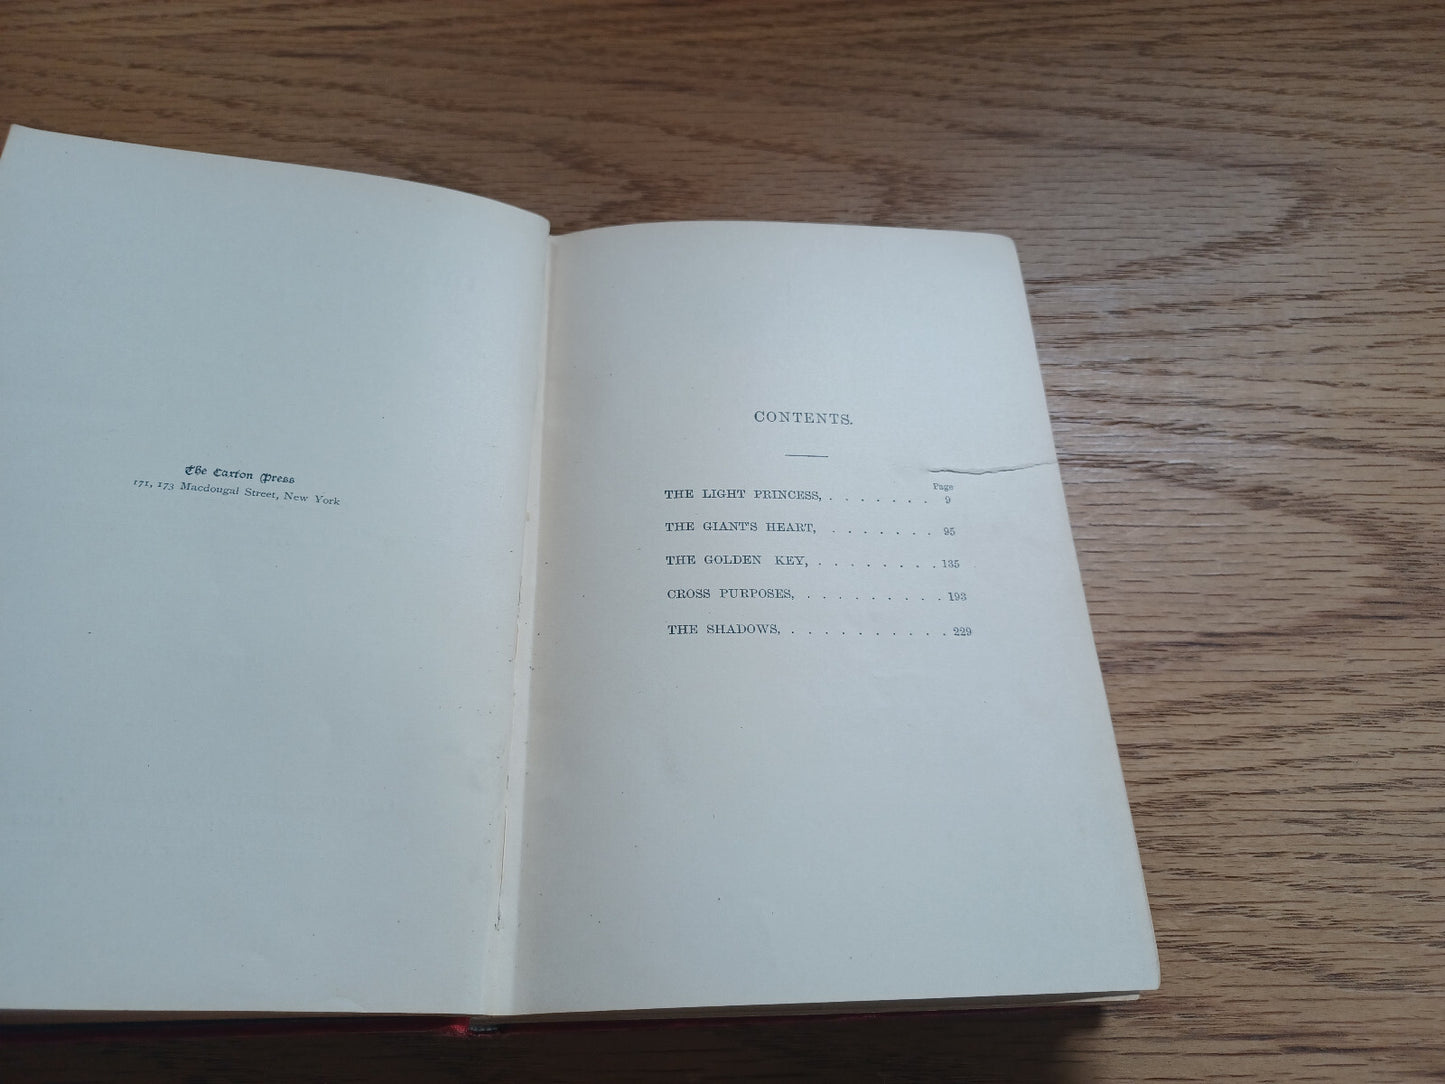 The Caxton Press
171, 173 Macdougal Street, New York
CONTENTS.
Page
THE LIGHT PRINCESS, . . . . . . . 9
THE GIANT'S HEART, . . . . . . . 95
THE GOLDEN KEY, . . . . . . . . 135
CROSS PURPOSES, . . . . . . . . . 193
THE SHADOWS, . . . . . . . . . . 229